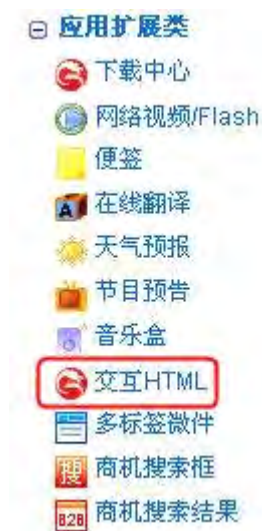 应用扩展类
下载中心
网络视频/Flash
便签
在线翻译
A
天气预报
节目预告
音乐盒
交互HTML
多标签微件
搜 商机搜索框
B2B 商机搜索结果